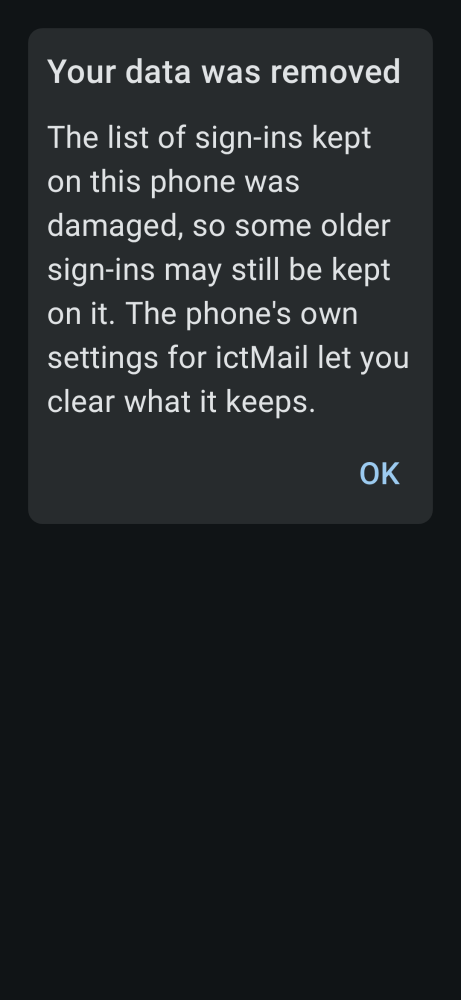 Your data was removed
The list of sign-ins kept
on this phone was
damaged, so some older
sign-ins may still be kept
on it. The phone's own
settings for ictMail let you
clear what it keeps.
OK